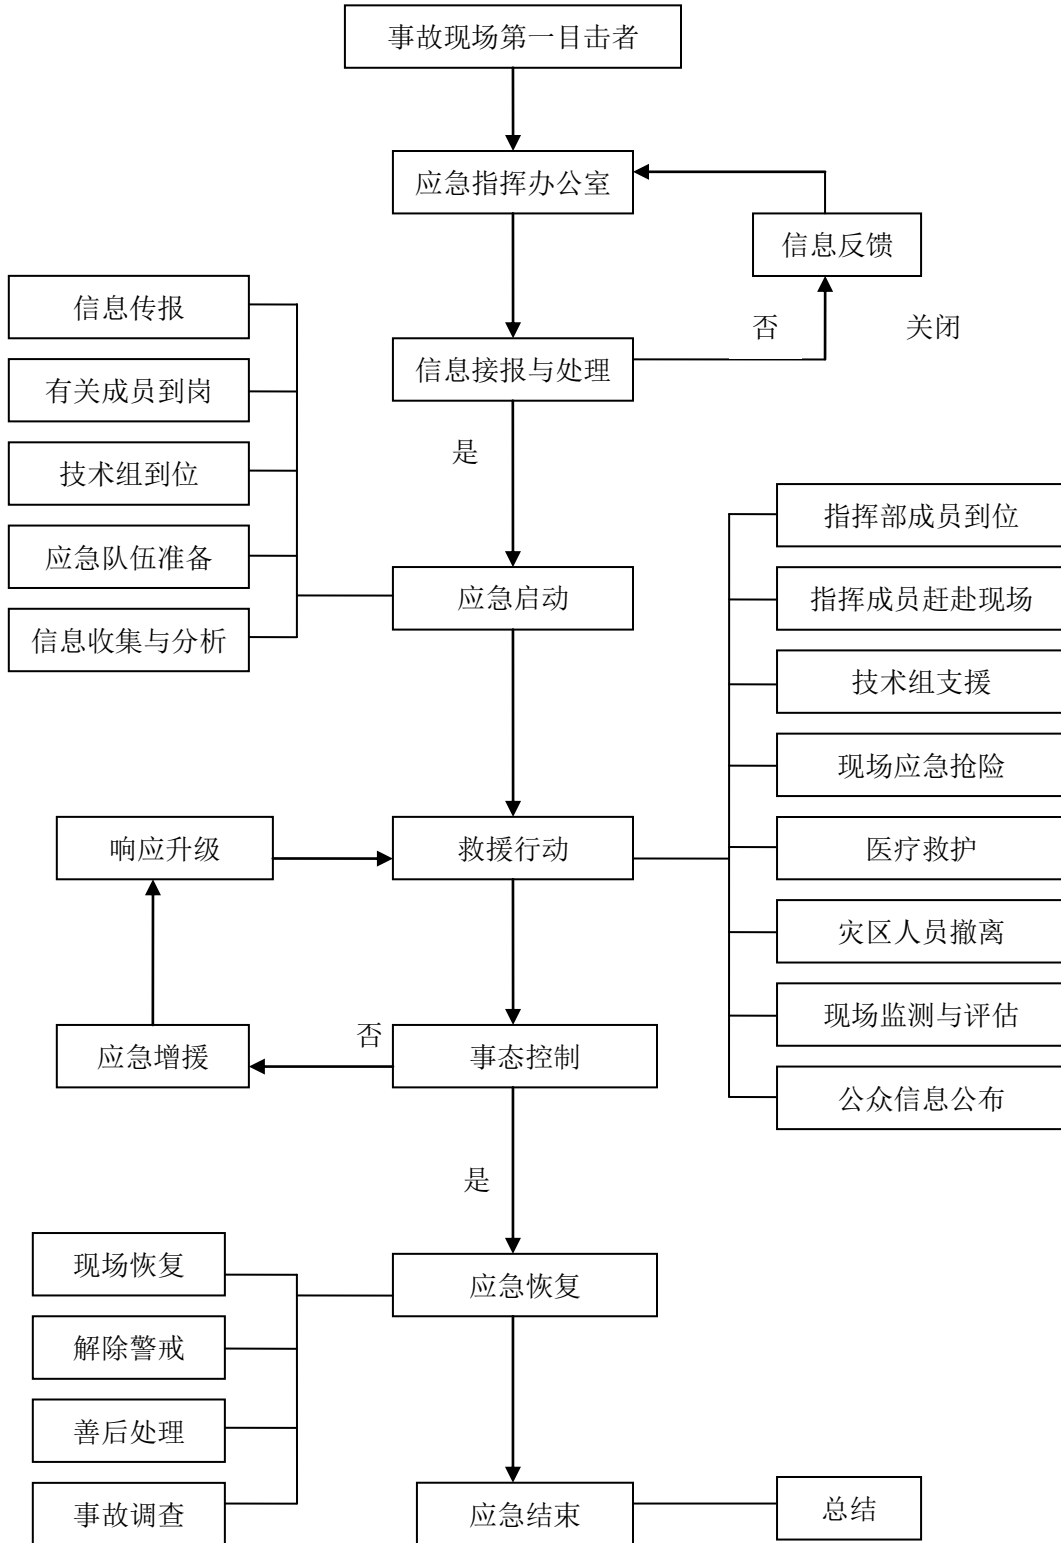 事故现场第一目击者
应急指挥办公室
信息反馈
信息传报
否
关闭
信息接报与处理
有关成员到岗
是
技术组到位
指挥部成员到位
应急队伍准备
应急启动
指挥成员赶赴现场
信息收集与分析
技术组支援
现场应急抢险
响应升级
救援行动
医疗救护
灾区人员撤离
现场监测与评估
否
应急增援
事态控制
公众信息公布
是
现场恢复
应急恢复
解除警戒
善后处理
事故调查
应急结束
总结